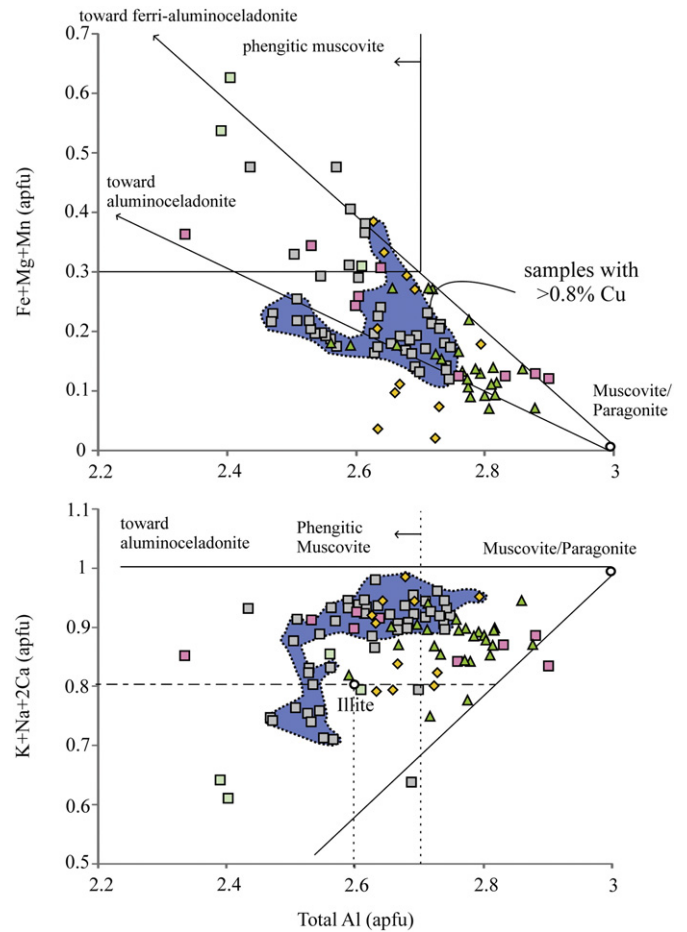 toward ferri-aluminoceladonite
0.7
phengitic muscovite
0.6
0.5
toward
aluminoceladonite
0.4
0.3
samples with
>0.8% Cu
0.2
0.1
Muscovite/
Paragonite
0
2.2 2.4 2.6 2.8 3
Fe+Mg+Mn (apfu)
1.1
toward
aluminoceladonite
Phengitic
Muscovite
Muscovite/Paragonite
1.0
0.9
0.8
Illite
0.7
0.6
0.5
2.2 2.4 2.6 2.8 3
K+Na+2Ca (apfu)
Total Al (apfu)